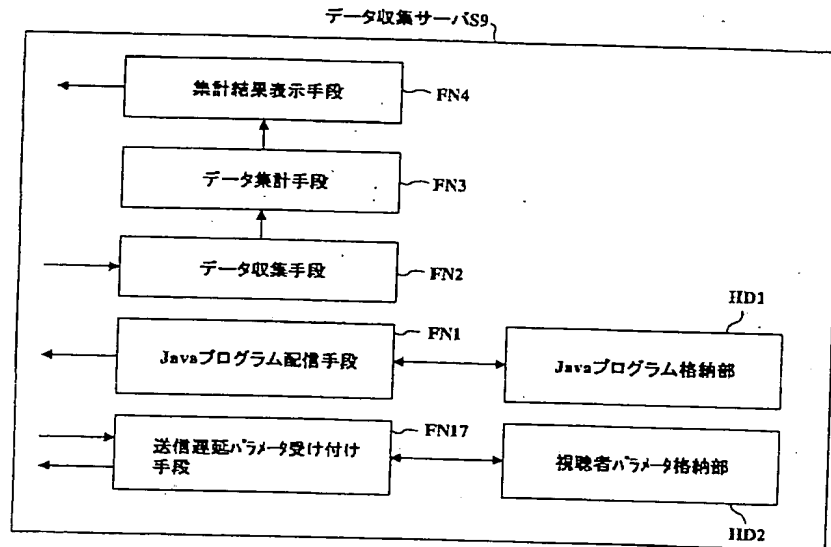 データ収集サーバS9
集計結果表示手段
FN4
データ集計手段
FN3
データ収集手段
FN2
HD1
FN1
Javaプログラム配信手段
Javaプログラム格納部
FN17
送信遅延パラメータ受け付け
手段
視聴者パラメータ格納部
HD2